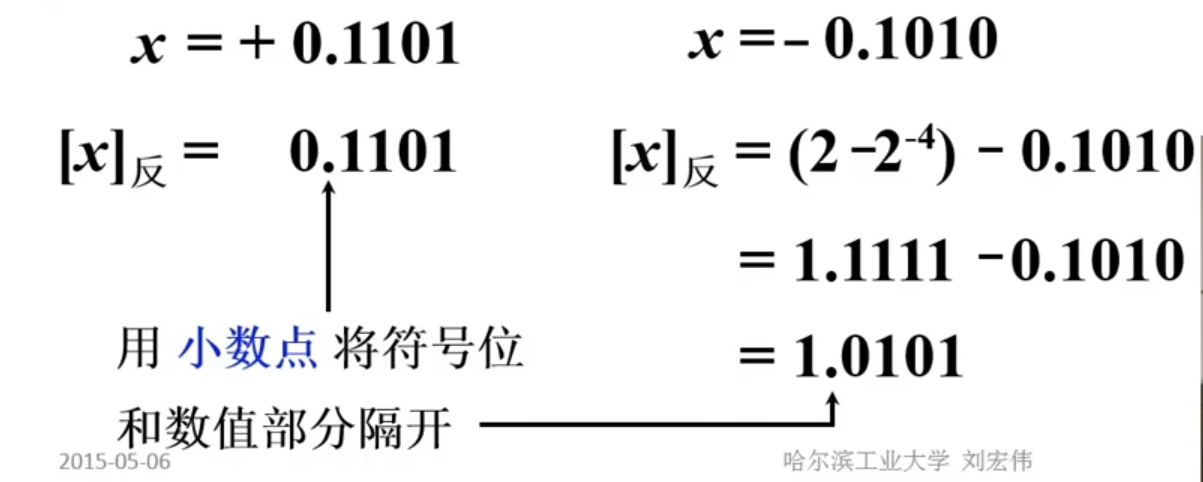 x = + 0.1101
x = – 0.1010
[x]反 = 0.1101
[x]反 = (2 –2⁻⁴) – 0.1010
= 1.1111 –0.1010
= 1.0101
用 小数点 将符号位
和数值部分隔开
2015-05-06
哈尔滨工业大学 刘宏伟